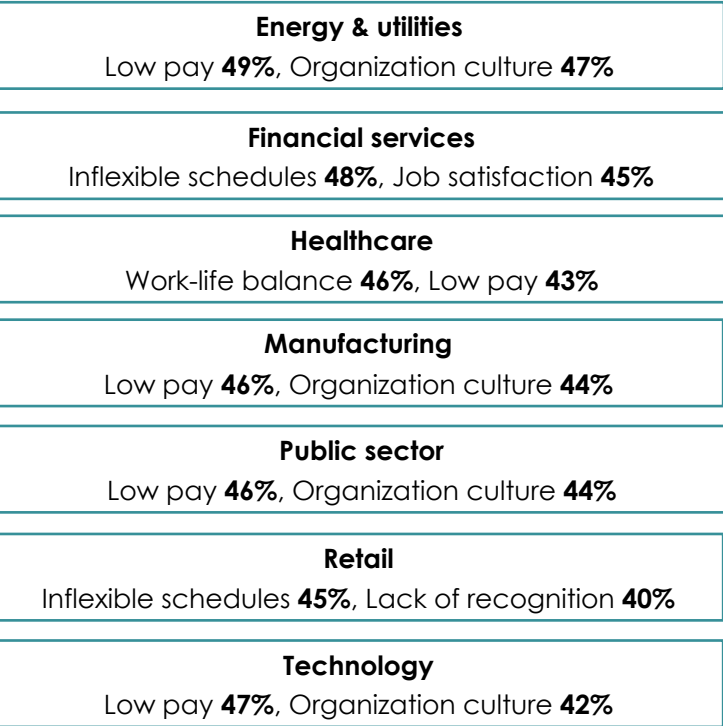 Energy & utilities
Low pay 49%, Organization culture 47%
Financial services
Inflexible schedules 48%, Job satisfaction 45%
Healthcare
Work-life balance 46%, Low pay 43%
Manufacturing
Low pay 46%, Organization culture 44%
Public sector
Low pay 46%, Organization culture 44%
Retail
Inflexible schedules 45%, Lack of recognition 40%
Technology
Low pay 47%, Organization culture 42%